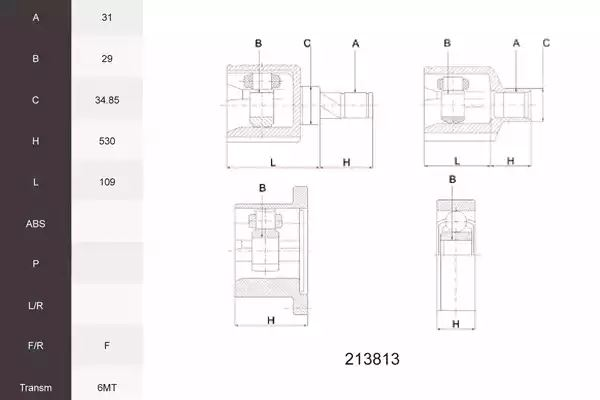 A 31
B 29
C 34.85
H 530
L 109
ABS
P
L/R
F/R F
Transm 6MT
B C A
L H
B A C
L H
B
H
B
H
213813